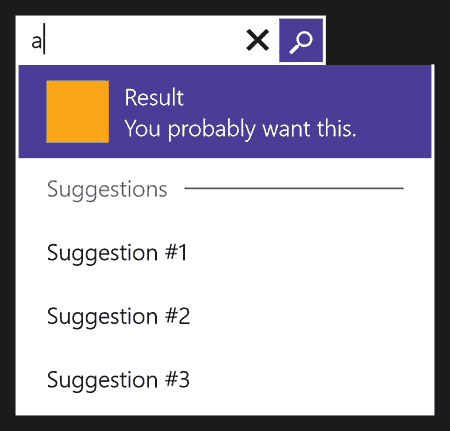 a
Result
You probably want this.
Suggestions
Suggestion #1
Suggestion #2
Suggestion #3